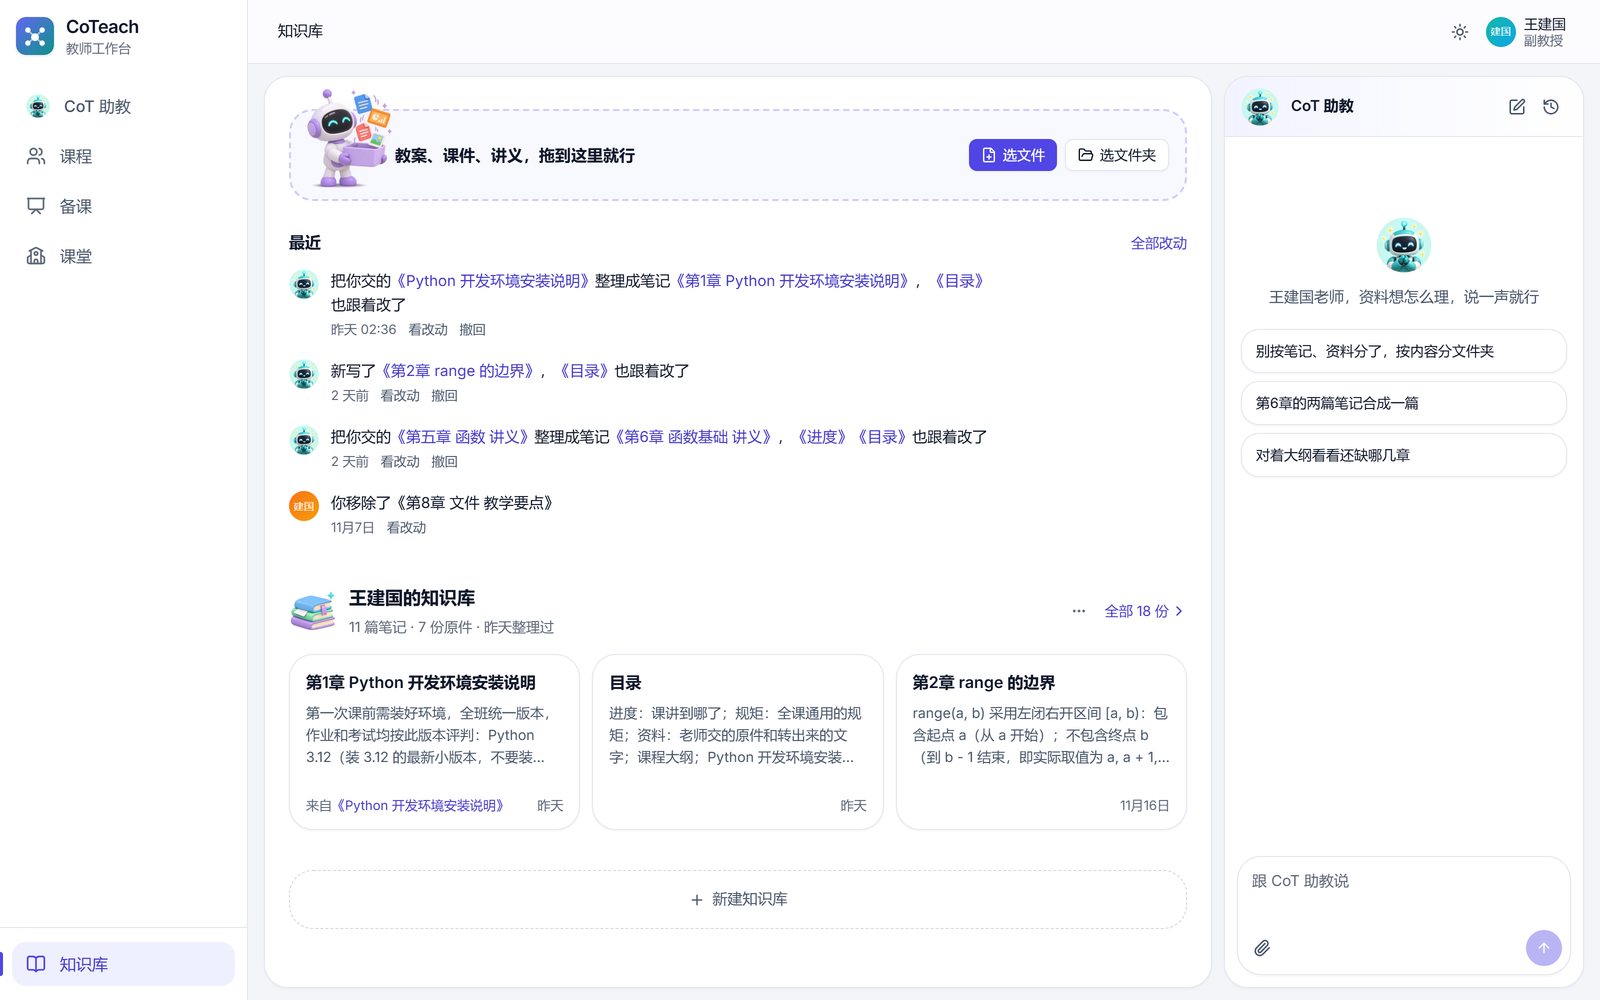 CoTeach
教师工作台
CoT 助教
课程
备课
课堂
知识库
知识库
建国
王建国
副教授
教案、课件、讲义，拖到这里就行
选文件
选文件夹
最近
全部改动
把你交的《Python 开发环境安装说明》整理成笔记《第1章 Python 开发环境安装说明》，《目录》
也跟着改了
昨天 02:36 看改动 撤回
新写了《第2章 range 的边界》，《目录》也跟着改了
2 天前 看改动 撤回
把你交的《第五章 函数 讲义》整理成笔记《第6章 函数基础 讲义》，《进度》《目录》也跟着改了
2 天前 看改动 撤回
建国
你移除了《第8章 文件 教学要点》
11月7日 看改动
王建国的知识库
11 篇笔记 · 7 份原件 · 昨天整理过
全部 18 份
第1章 Python 开发环境安装说明
第一次课前需装好环境，全班统一版本，
作业和考试均按此版本评判：Python
3.12（装 3.12 的最新小版本，不要装...
来自《Python 开发环境安装说明》 昨天
目录
进度：课讲到哪了；规矩：全课通用的规
矩；资料：老师交的原件和转出来的文
字；课程大纲；Python 开发环境安装...
昨天
第2章 range 的边界
range(a, b) 采用左闭右开区间 [a, b)：包
含起点 a（从 a 开始）；不包含终点 b
（到 b - 1 结束，即实际取值为 a, a + 1,...
11月16日
新建知识库
CoT 助教
王建国老师，资料想怎么理，说一声就行
别按笔记、资料分了，按内容分文件夹
第6章的两篇笔记合成一篇
对着大纲看看还缺哪几章
跟 CoT 助教说